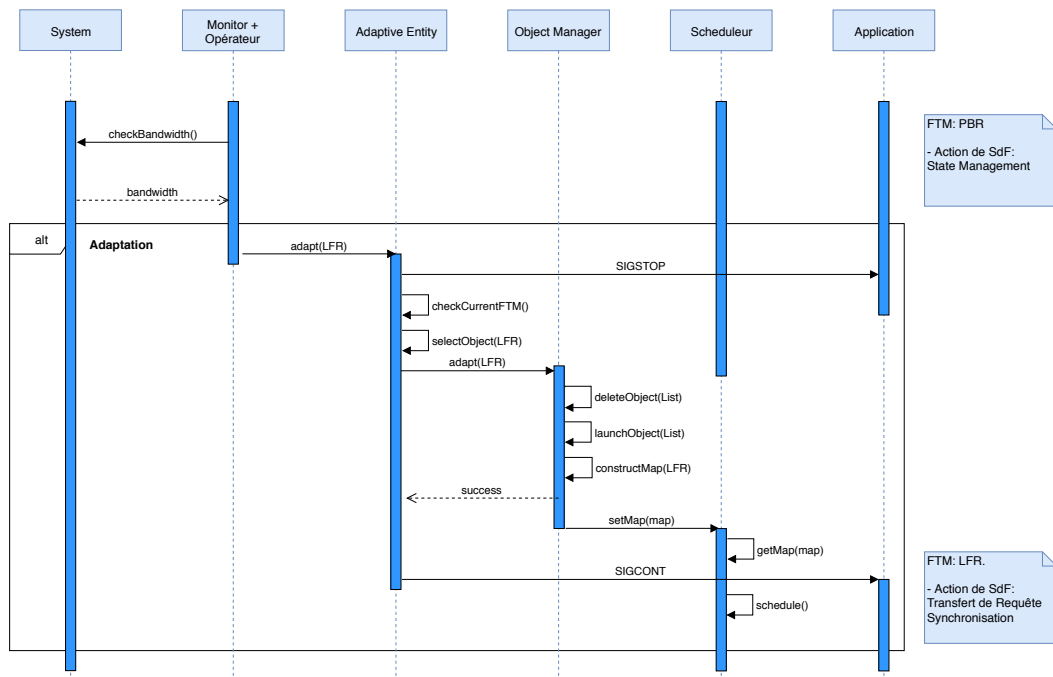 System
Monitor +
Opérateur
Adaptive Entity
Object Manager
Scheduleur
Application
FTM: PBR
- Action de SdF:
State Management
checkBandwidth()
bandwidth
alt
Adaptation
adapt(LFR)
SIGSTOP
checkCurrentFTM()
selectObject(LFR)
adapt(LFR)
deleteObject(List)
launchObject(List)
constructMap(LFR)
success
setMap(map)
getMap(map)
SIGCONT
schedule()
FTM: LFR.
- Action de SdF:
Transfert de Requête
Synchronisation